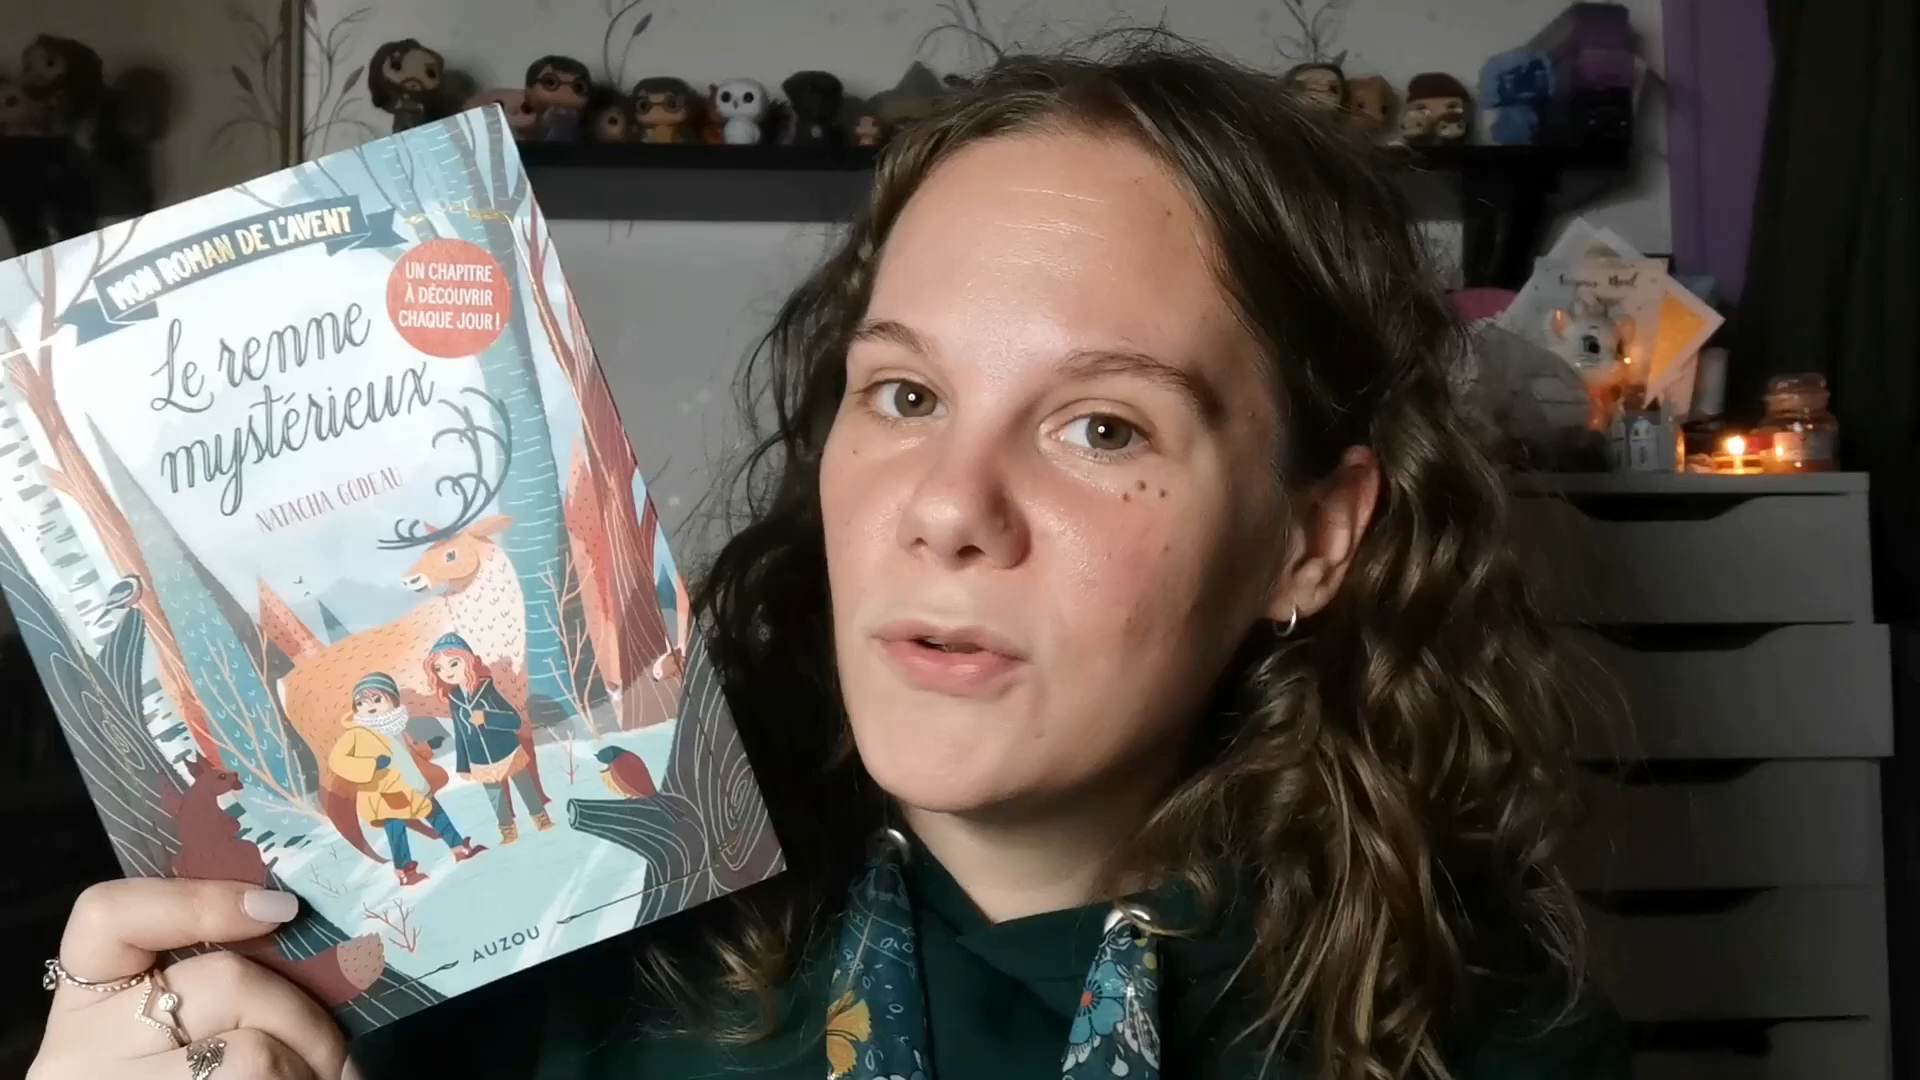 MON ROMAN DE L'AVENT
UN CHAPITRE
À DÉCOUVRIR
CHAQUE JOUR !
Le renne
mystérieux
NATACHA GODEAU
AUZOU